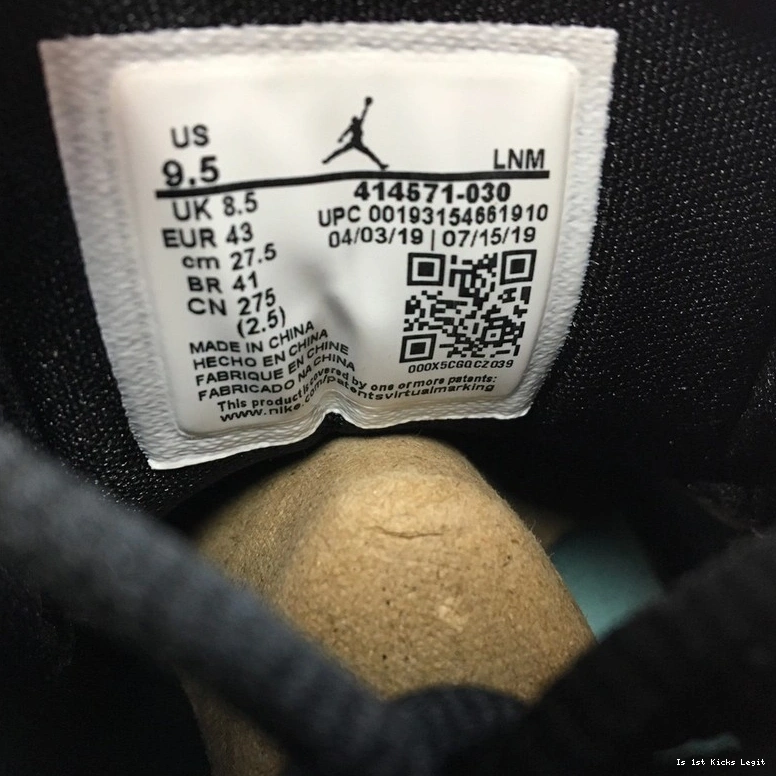 US
9.5
LNM
UK 8.5
EUR 43
cm 27.5
BR 41
CN 275
(2.5)
414571-030
UPC 00193154661910
04/03/19 | 07/15/19
000X5CGQCZ039
MADE IN CHINA
HECHO EN CHINA
FABRIQUE EN CHINE
FABRICADO NA CHINA
This product is covered by one or more patents:
www.nike.com/patentsvirtualmarking
Is 1st Kicks Legit